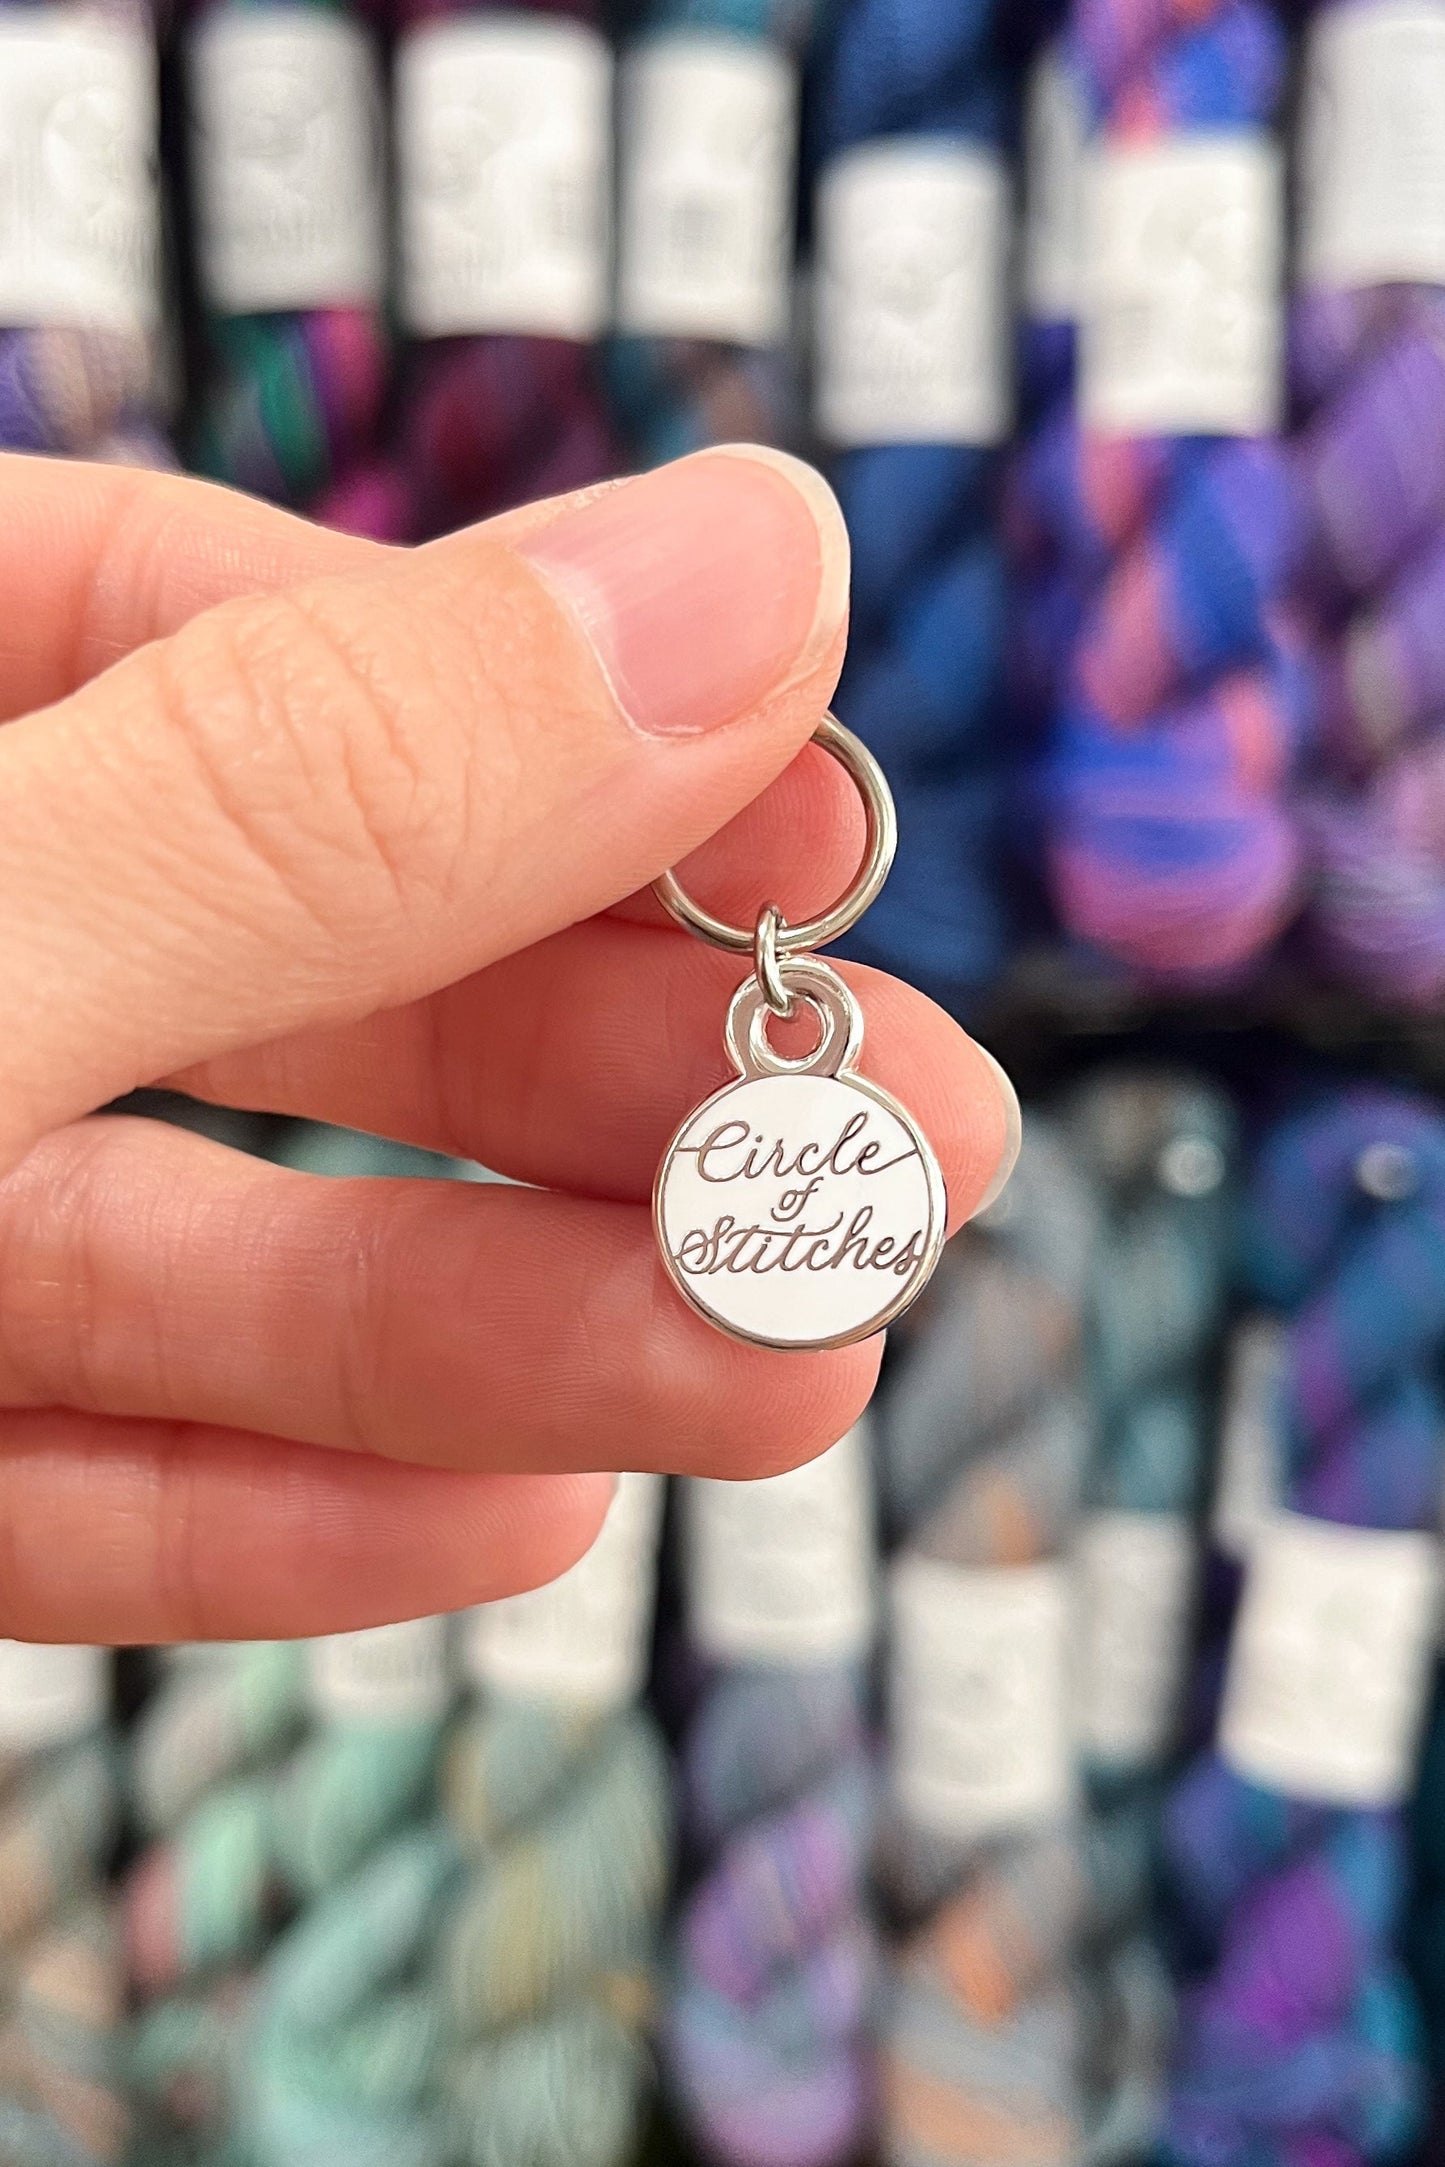 Circle
of
Stitches